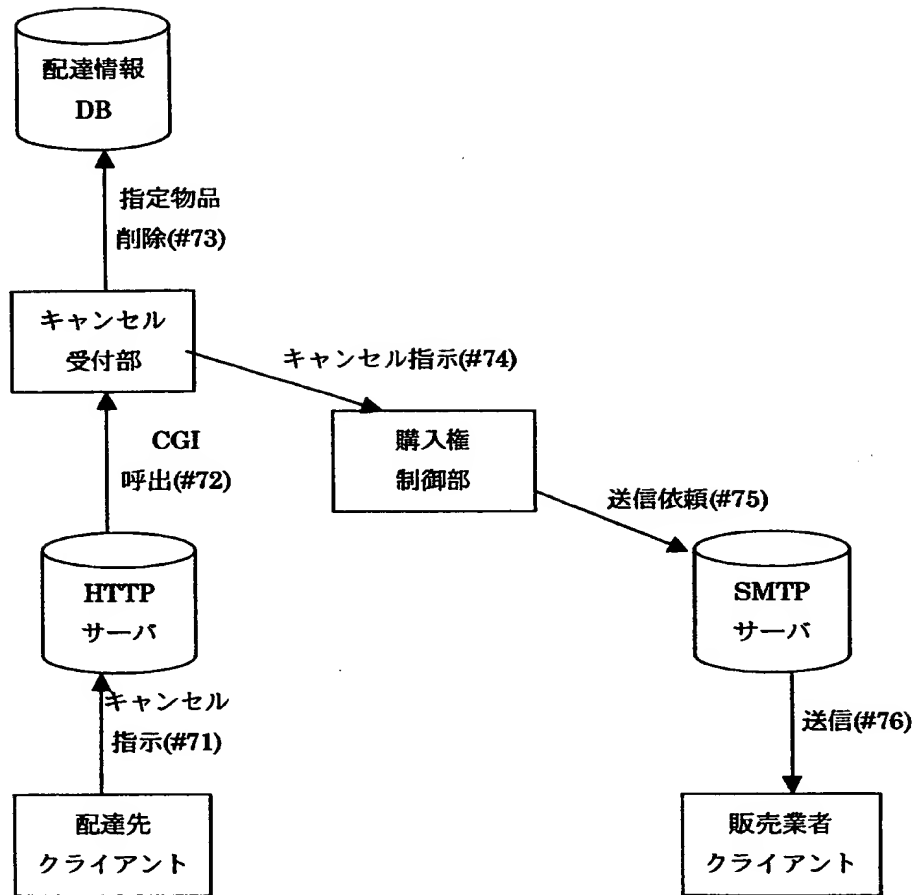 配達情報
DB
指定物品
削除(#73)
キャンセル
受付部
キャンセル指示(#74)
購入権
制御部
CGI
呼出(#72)
送信依頼(#75)
HTTP
サーバ
SMTP
サーバ
キャンセル
指示(#71)
送信(#76)
配達先
クライアント
販売業者
クライアント